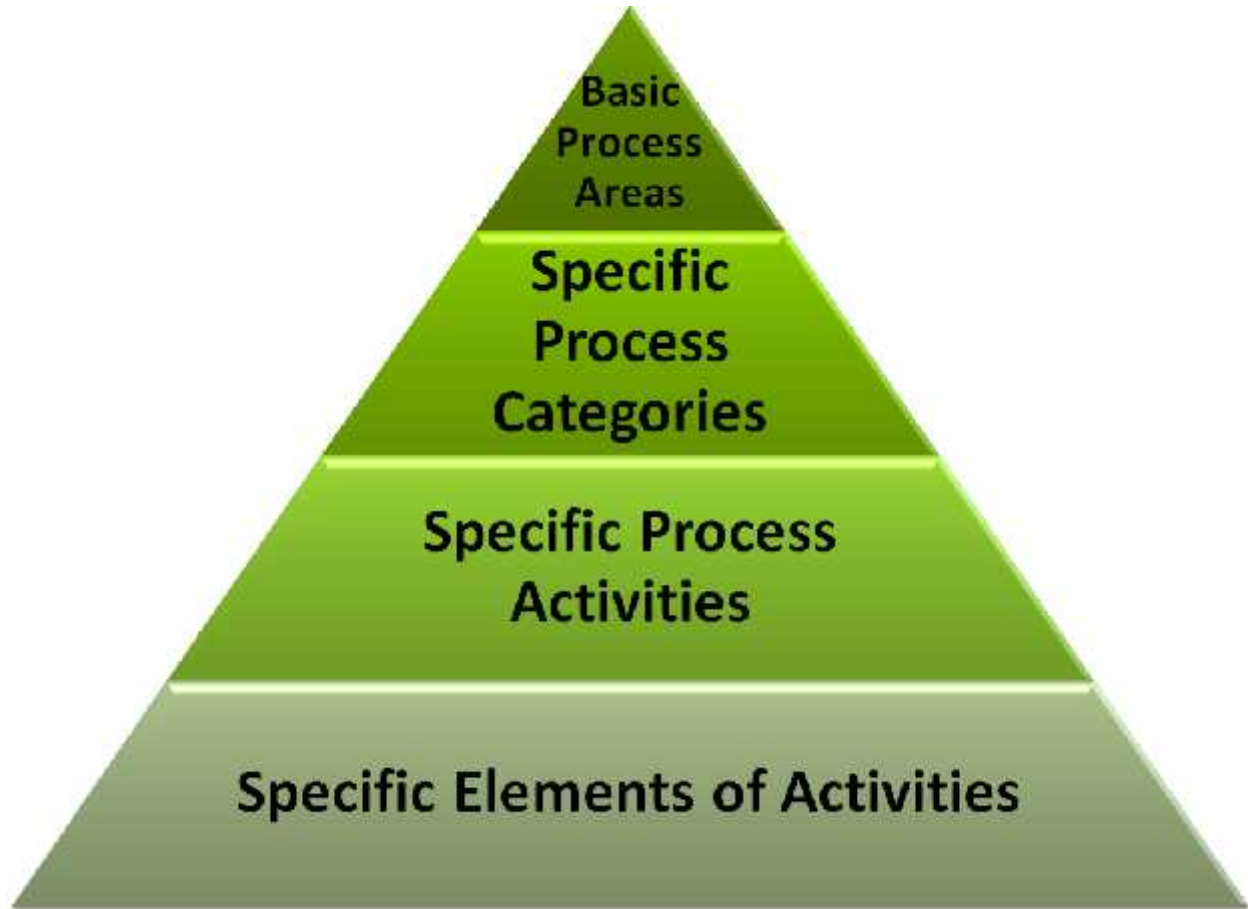 Basic
Process
Areas
Specific
Process
Categories
Specific Process
Activities
Specific Elements of Activities